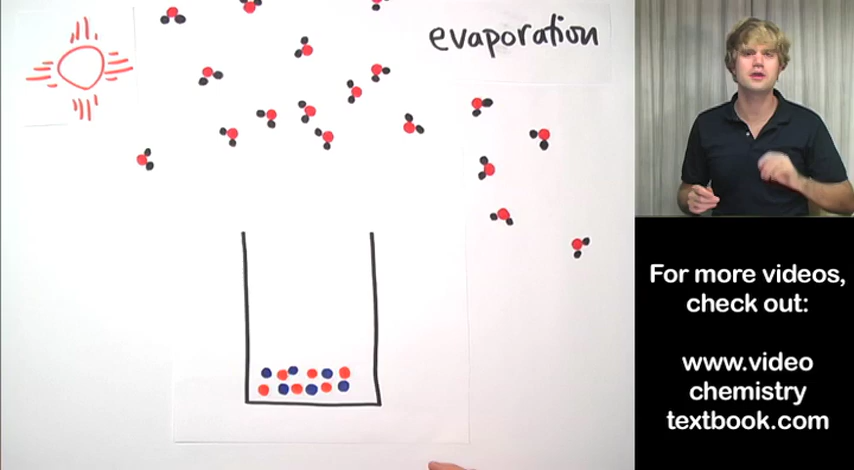 evaporation
For more videos,
check out:
www.video
chemistry
textbook.com